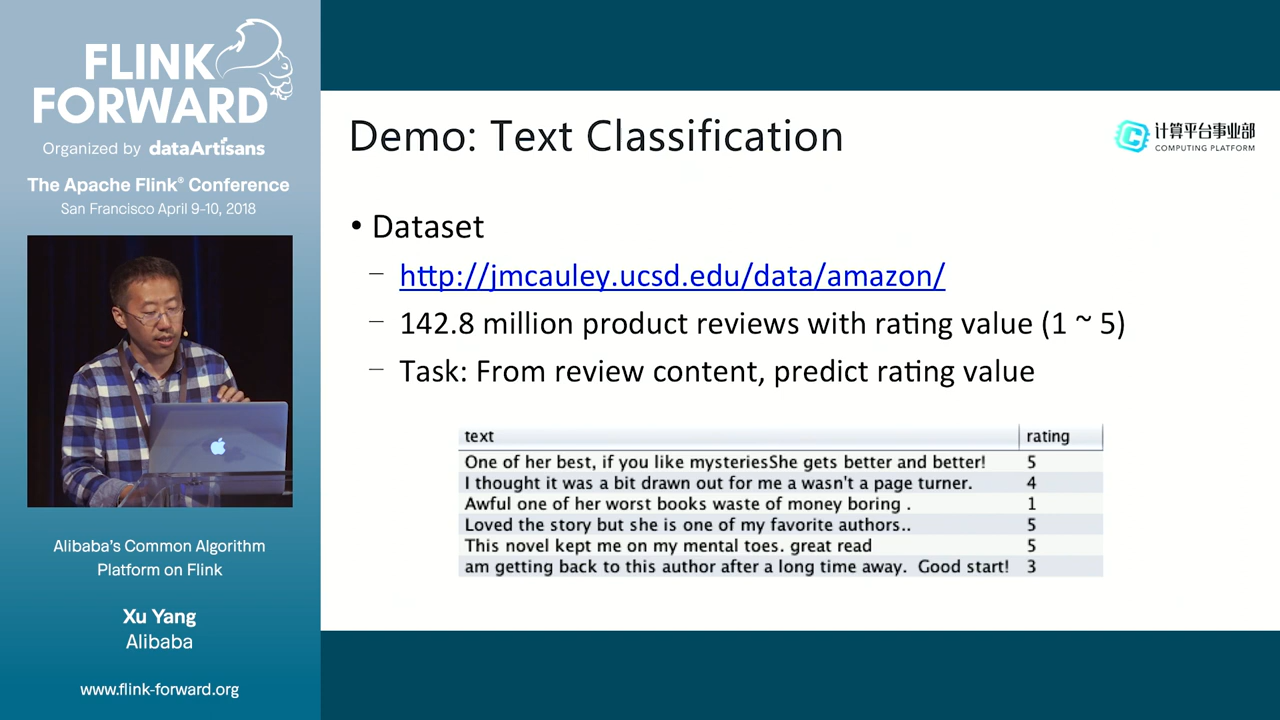 FLINK
FORWARD
Organized by dataArtisans
The Apache Flink® Conference
San Francisco April 9-10, 2018
Alibaba's Common Algorithm
Platform on Flink
Xu Yang
Alibaba
www.flink-forward.org
Demo: Text Classification
计算平台事业部
COMPUTING PLATFORM
• Dataset
– http://jmcauley.ucsd.edu/data/amazon/
– 142.8 million product reviews with rating value (1 ~ 5)
– Task: From review content, predict rating value
text rating
One of her best, if you like mysteriesShe gets better and better! 5
I thought it was a bit drawn out for me a wasn't a page turner. 4
Awful one of her worst books waste of money boring . 1
Loved the story but she is one of my favorite authors.. 5
This novel kept me on my mental toes. great read 5
am getting back to this author after a long time away.  Good start! 3